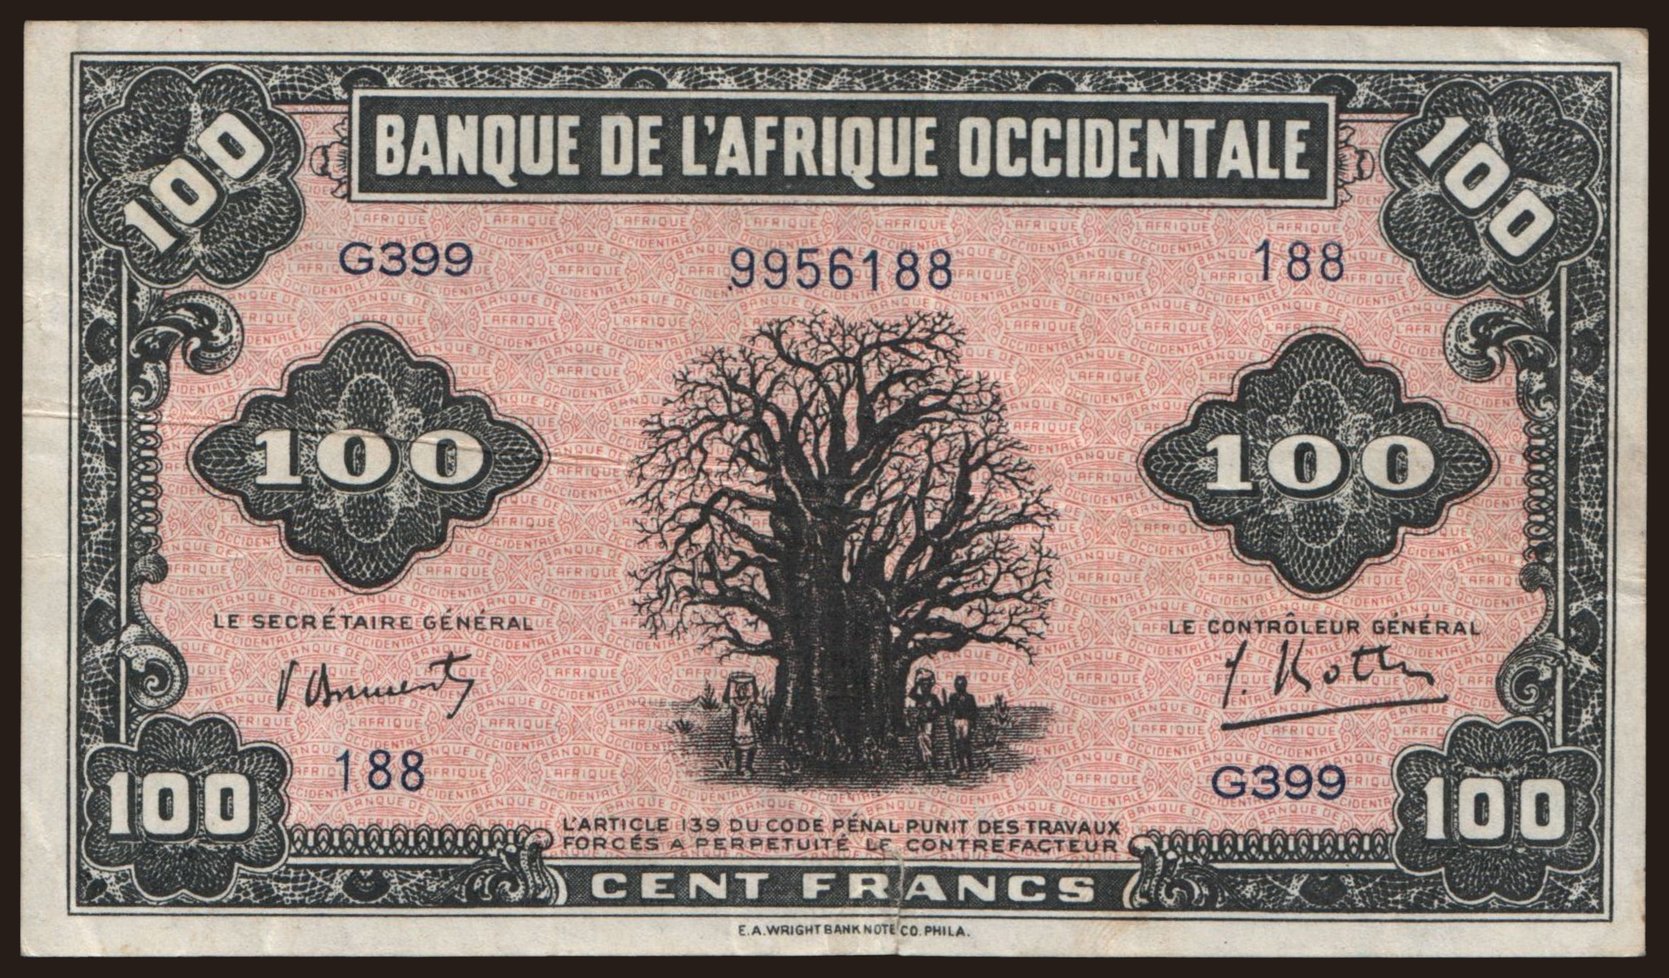 100 BANQUE DE L'AFRIQUE OCCIDENTALE 100
G399 9956188 188
100 100
LE SECRÉTAIRE GÉNÉRAL LE CONTRÔLEUR GÉNÉRAL
188 G399
100 100
L'ARTICLE 139 DU CODE PÉNAL PUNIT DES TRAVAUX
FORCÉS A PERPETUITÉ LE CONTREFACTEUR
CENT FRANCS
E.A.WRIGHT BANK NOTE CO. PHILA.